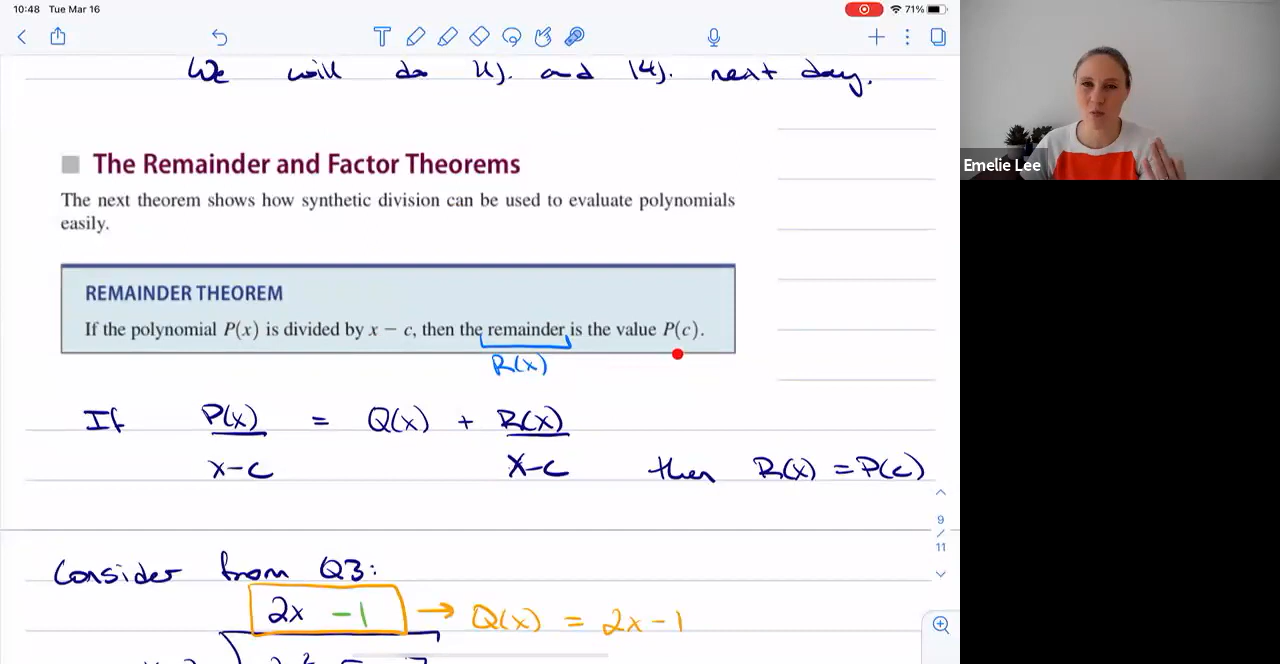 10:48 Tue Mar 16
71%
We will do 4). and 14). next day.
The Remainder and Factor Theorems
The next theorem shows how synthetic division can be used to evaluate polynomials
easily.
REMAINDER THEOREM
If the polynomial P(x) is divided by x − c, then the remainder is the value P(c).
R(x)
If P(x) = Q(x) + R(x)
x-c x-c then R(x) = P(c)
9
/
11
Consider from Q3:
2x -1 → Q(x) = 2x-1
Emelie Lee